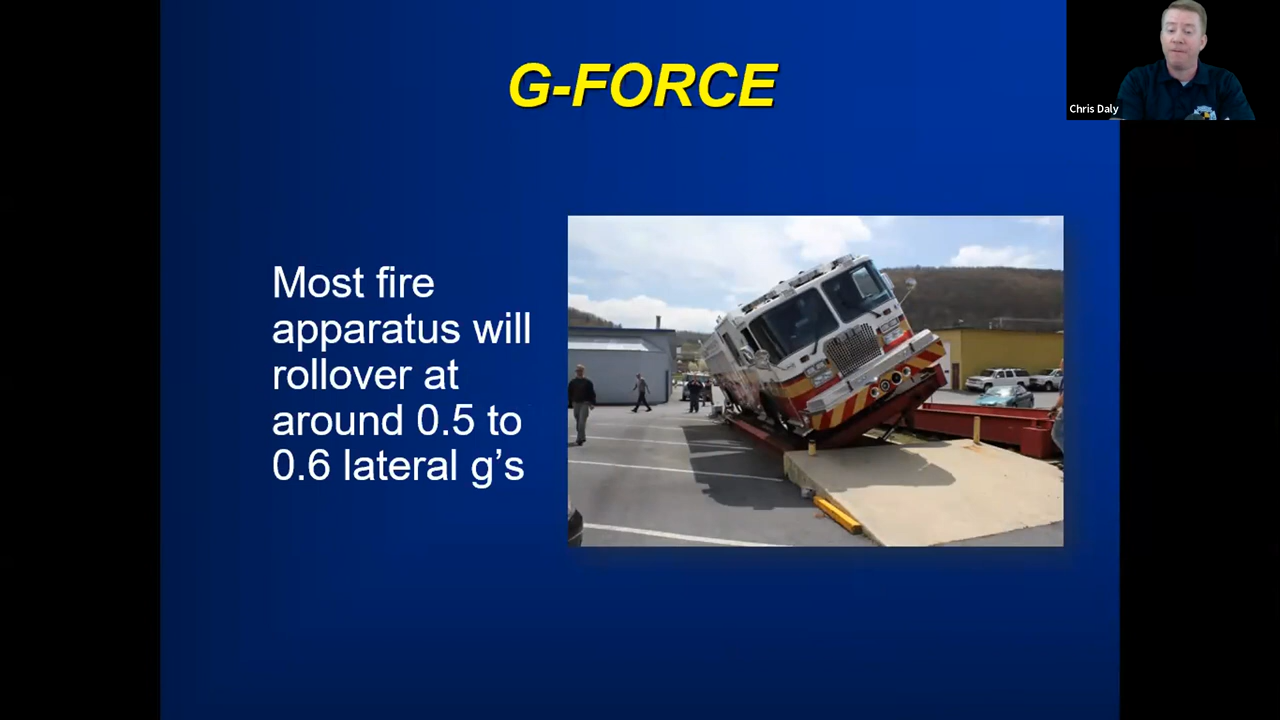 G-FORCE
Chris Daly
Most fire
apparatus will
rollover at
around 0.5 to
0.6 lateral g's